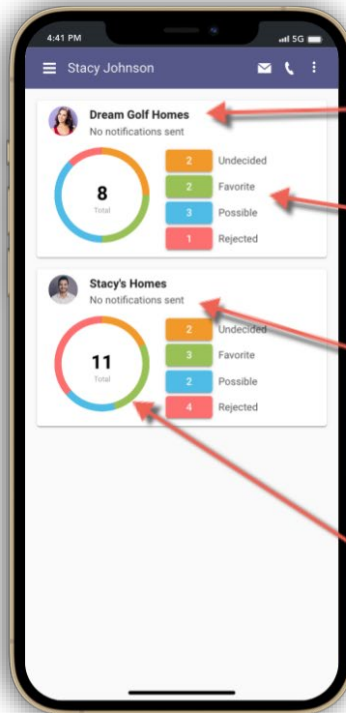 4:41 PM
5G
Stacy Johnson
Dream Golf Homes
No notifications sent
8
Total
2 Undecided
2 Favorite
3 Possible
1 Rejected
Stacy's Homes
No notifications sent
11
Total
2 Undecided
3 Favorite
2 Possible
4 Rejected